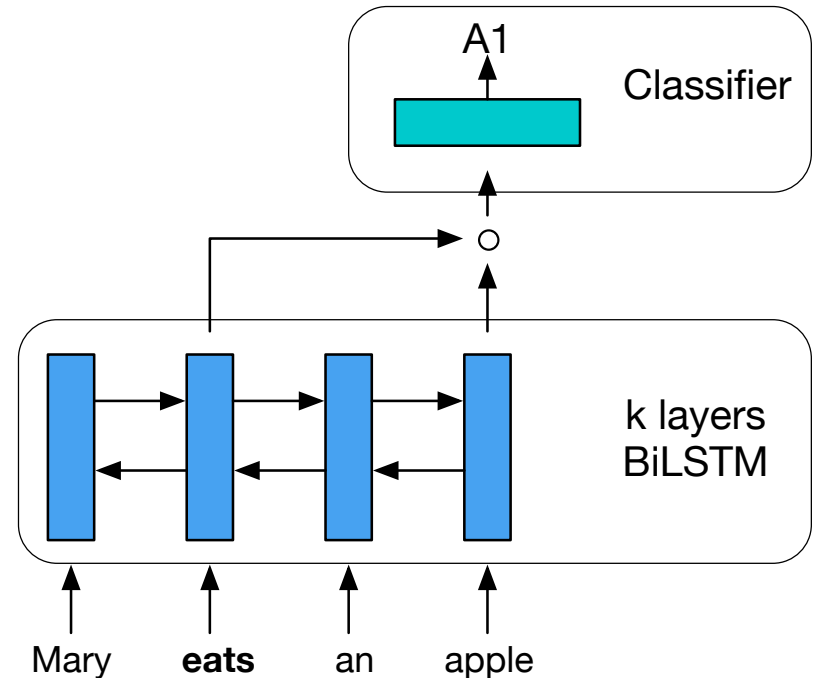 A1
Classifier
k layers
BiLSTM
Mary eats an apple